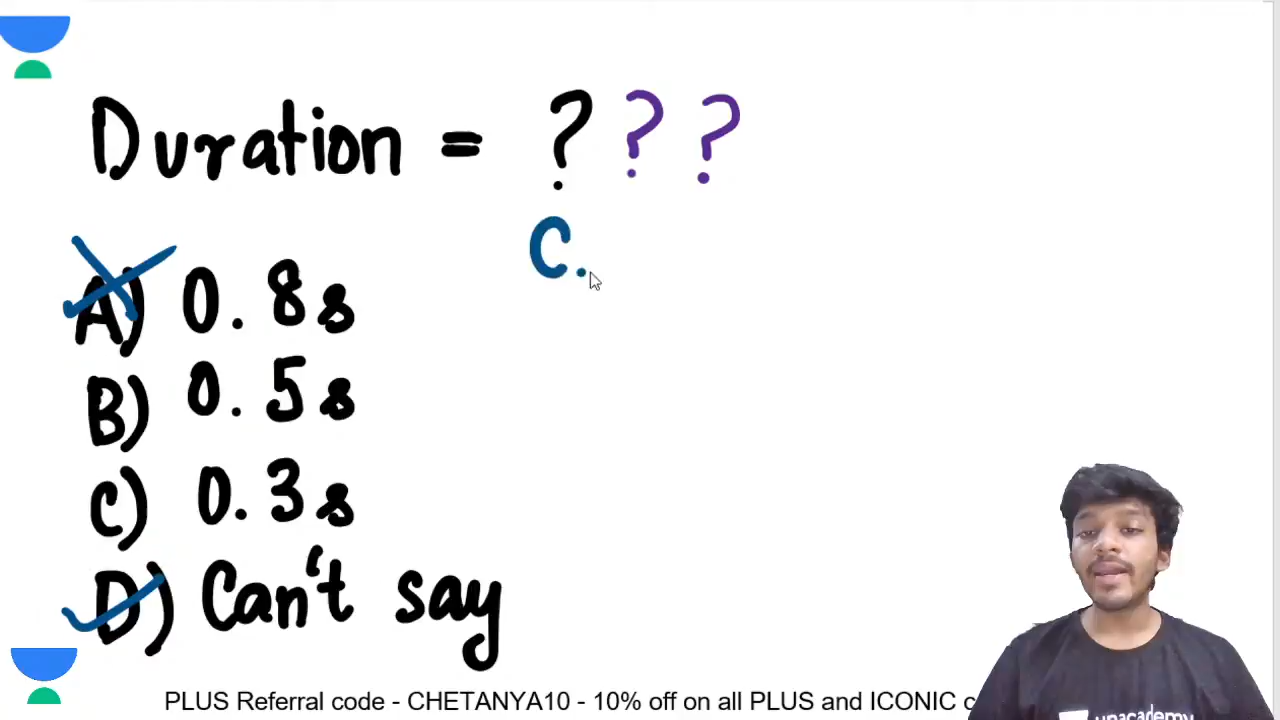 Duration = ? ? ?
C.
A) 0.8s
B) 0.5s
C) 0.3s
D) Can't say
PLUS Referral code - CHETANYA10 - 10% off on all PLUS and ICONIC
unacademy